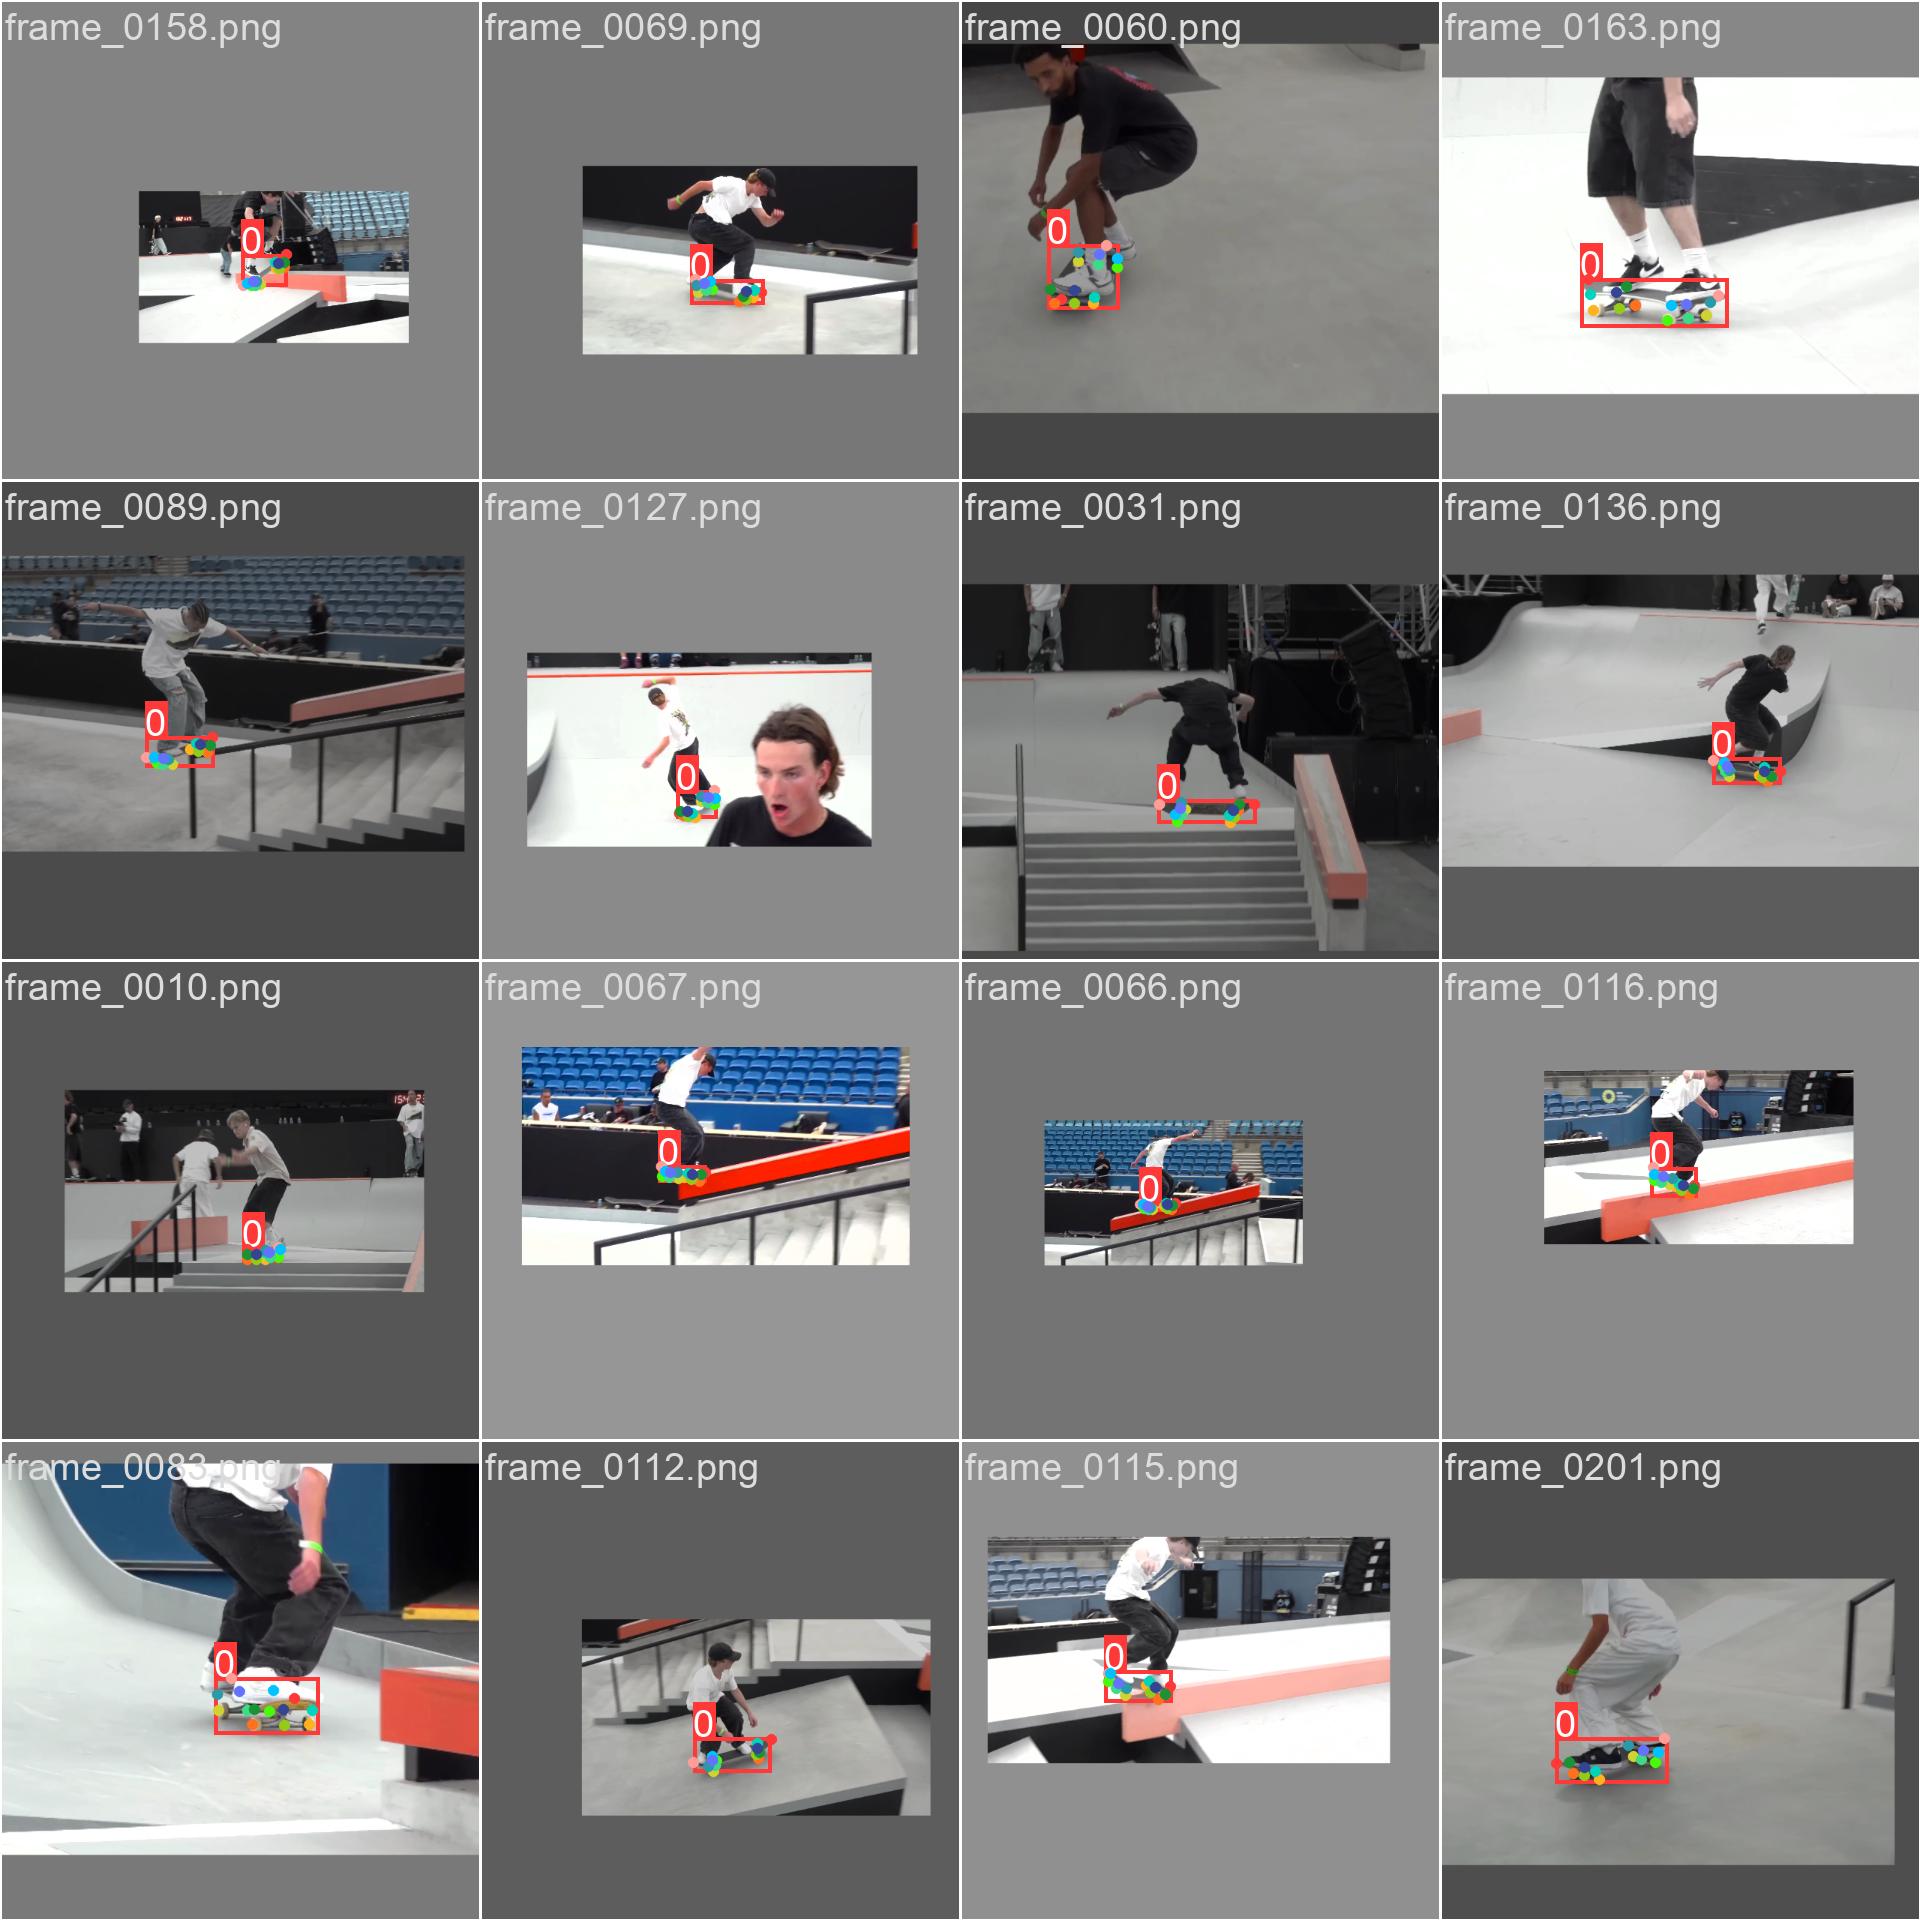 frame_0158.png
frame_0069.png
frame_0060.png
frame_0163.png
0
0
0
0
frame_0089.png
frame_0127.png
frame_0031.png
frame_0136.png
0
0
0
0
frame_0010.png
frame_0067.png
frame_0066.png
frame_0116.png
0
0
0
0
frame_0083.png
frame_0112.png
frame_0115.png
frame_0201.png
0
0
0
0